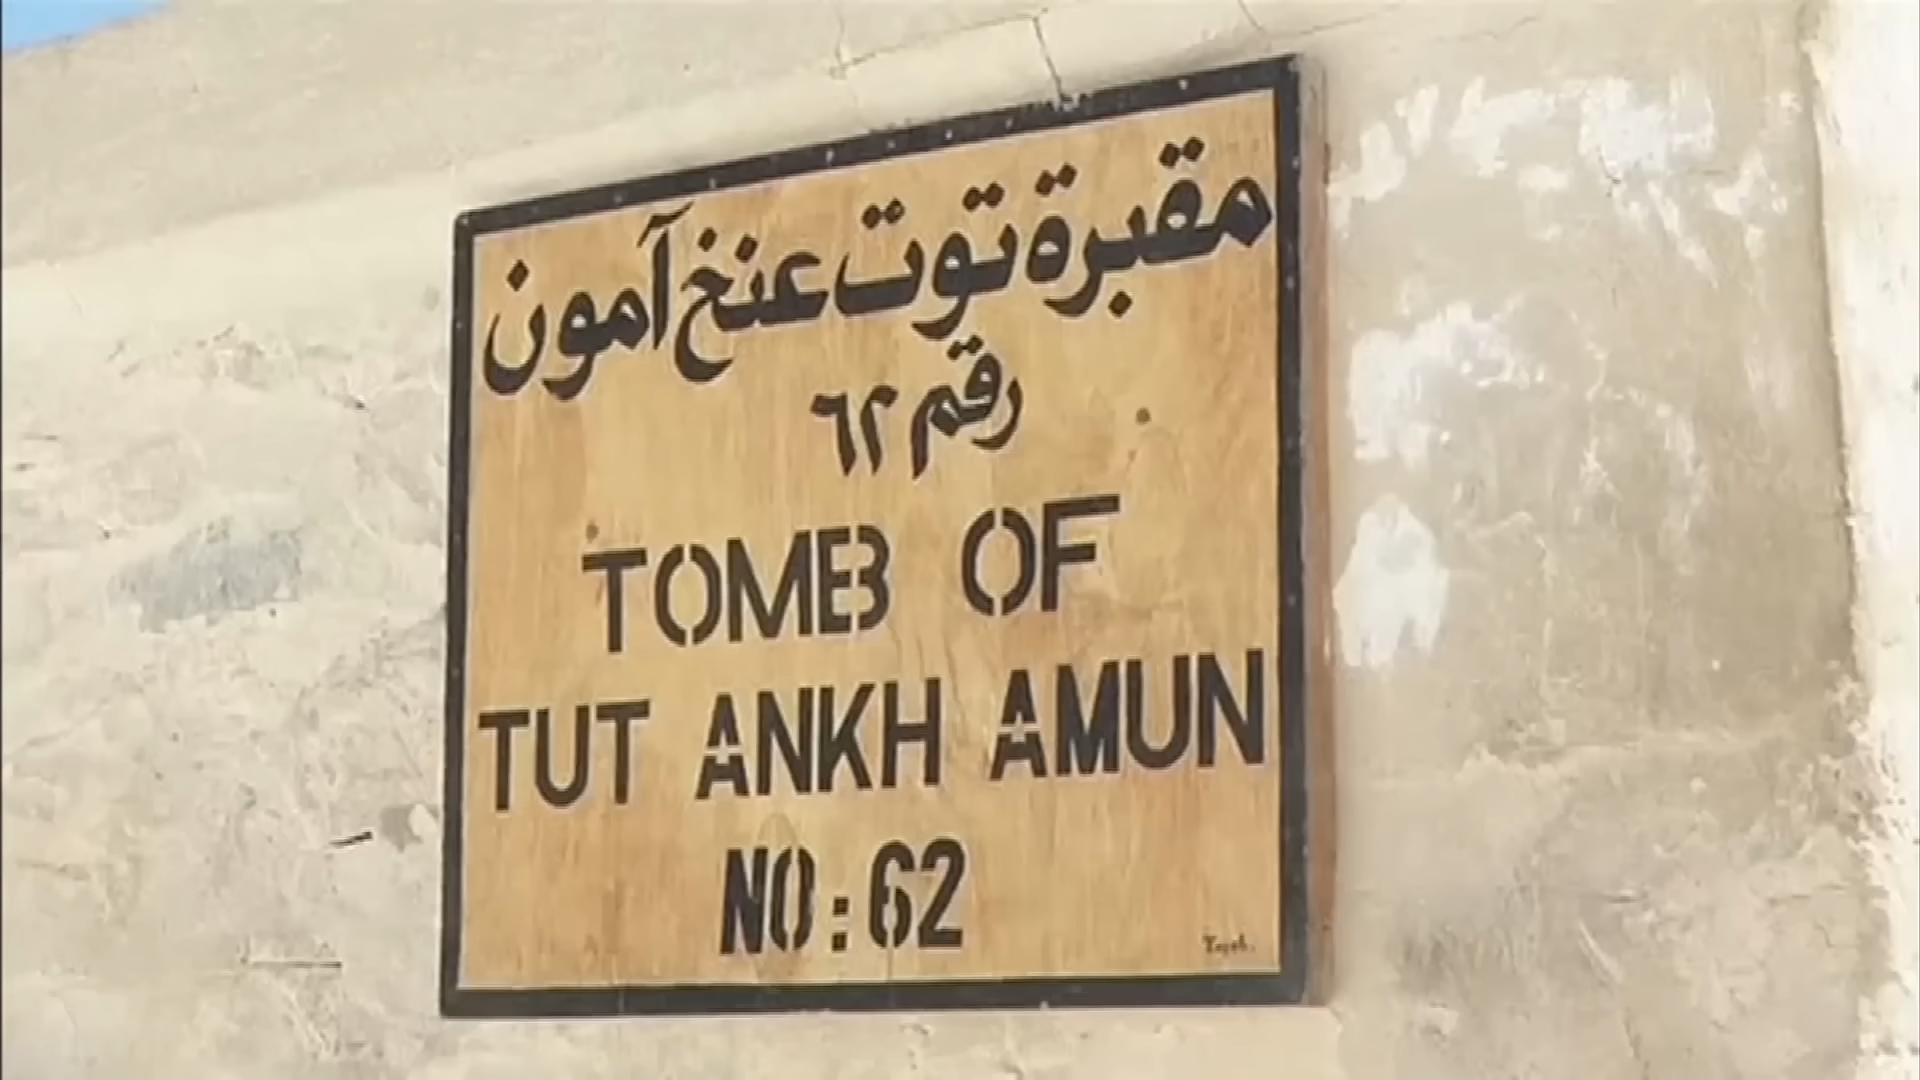 مقبرة توت عنخ آمون
رقم ٦٢
TOMB OF
TUT ANKH AMUN
NO: 62